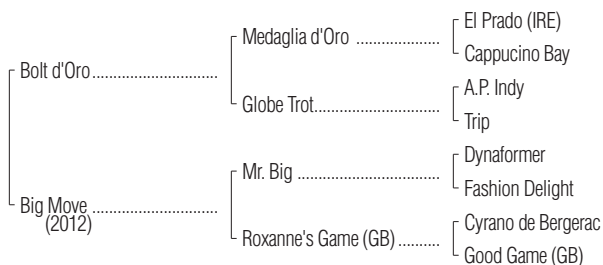 El Prado (IRE)
Medaglia d'Oro ....................
Cappucino Bay
Bolt d'Oro ..............................
A.P. Indy
Globe Trot ..............................
Trip
Dynaformer
Mr. Big ..................................
Fashion Delight
Big Move ..............................
(2012)
Cyrano de Bergerac
Roxanne's Game (GB) ..........
Good Game (GB)